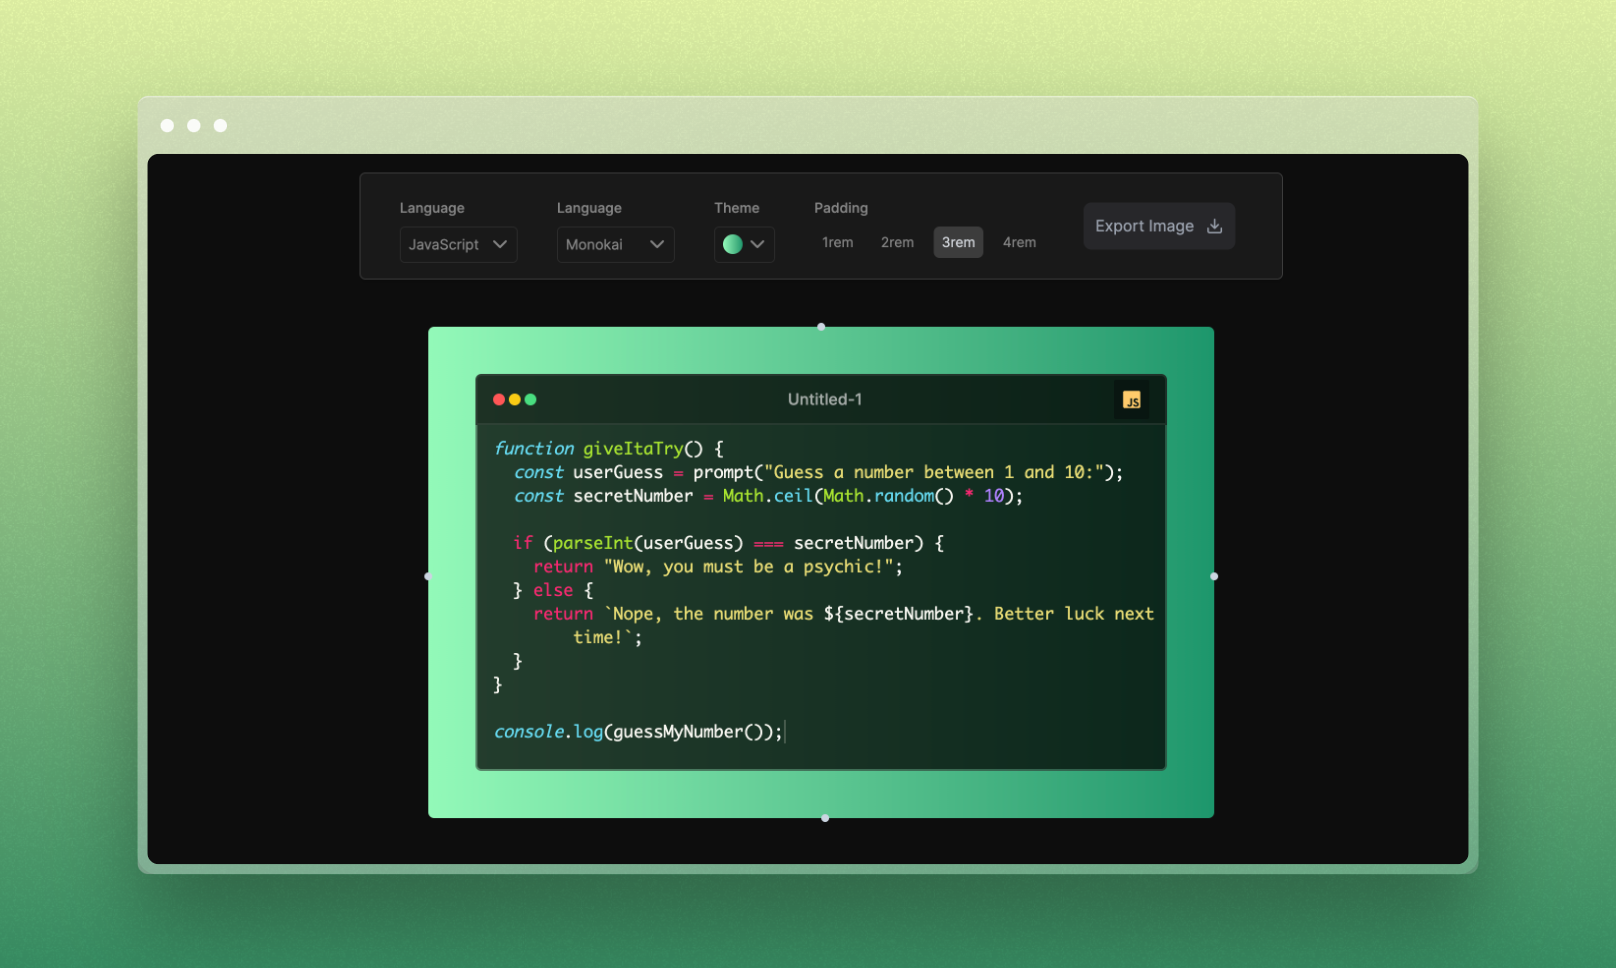 Language Language Theme Padding
JavaScript Monokai 1rem 2rem 3rem 4rem Export Image
Untitled-1
JS
function giveItaTry() {
  const userGuess = prompt("Guess a number between 1 and 10:");
  const secretNumber = Math.ceil(Math.random() * 10);

  if (parseInt(userGuess) === secretNumber) {
    return "Wow, you must be a psychic!";
  } else {
    return `Nope, the number was ${secretNumber}. Better luck next
        time!`;
  }
}

console.log(guessMyNumber());